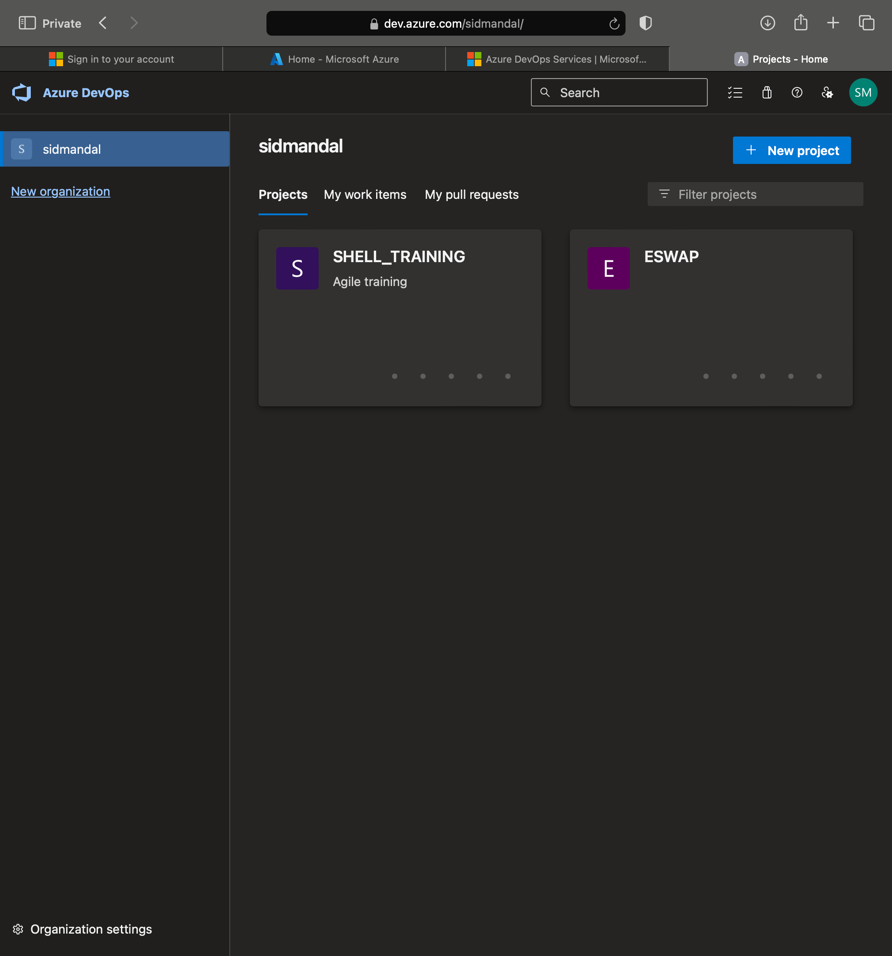 Private
dev.azure.com/sidmandal/
Sign in to your account
Home - Microsoft Azure
Azure DevOps Services | Microsof...
A Projects - Home
Azure DevOps
Search
SM
S sidmandal
New organization
sidmandal
+ New project
Projects My work items My pull requests
Filter projects
S SHELL_TRAINING
Agile training
E ESWAP
Organization settings